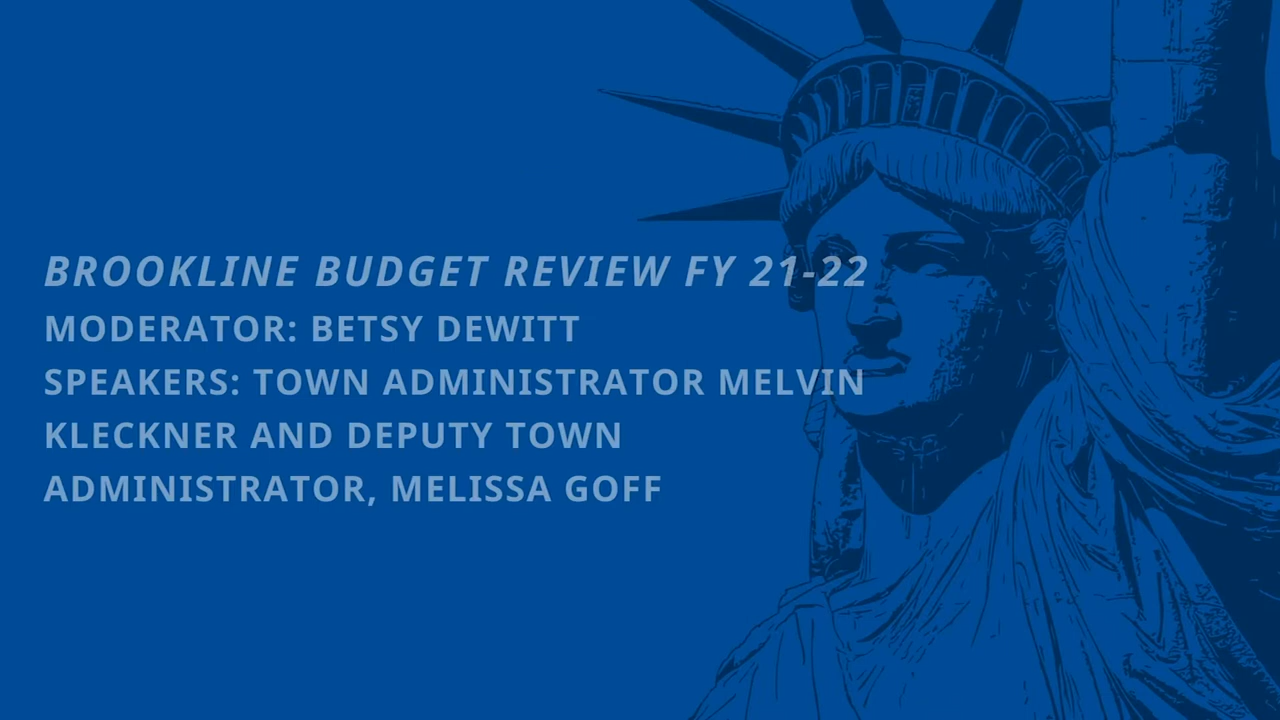 BROOKLINE BUDGET REVIEW FY 21-22
MODERATOR: BETSY DEWITT
SPEAKERS: TOWN ADMINISTRATOR MELVIN
KLECKNER AND DEPUTY TOWN
ADMINISTRATOR, MELISSA GOFF